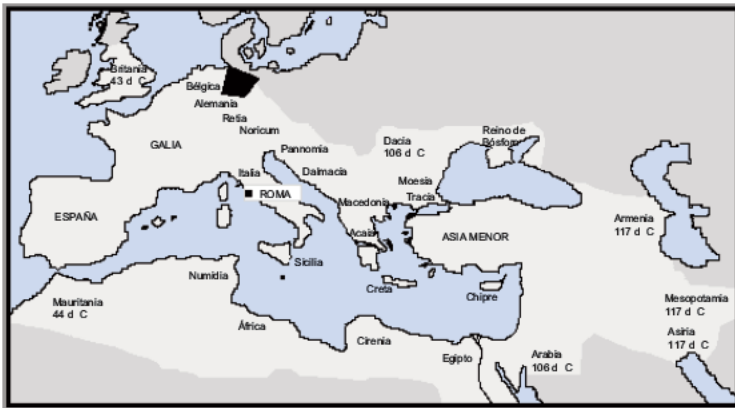 Britania
43 d C
Bélgica
Alemania
Retia
Noricum
GALIA
Pannomia
Dacia
106 d C
Reino de
Bósforo
Italia
Dalmacia
Moesia
ROMA
Tracia
Macedonia
ESPAÑA
Acaia
ASIA MENOR
Armenia
117 d C
Sicilia
Numidia
Creta
Chipre
Mauritania
44 d C
Mesopotamia
117 d C
África
Cirenia
Asiria
117 d C
Egipto
Arabia
106 d C